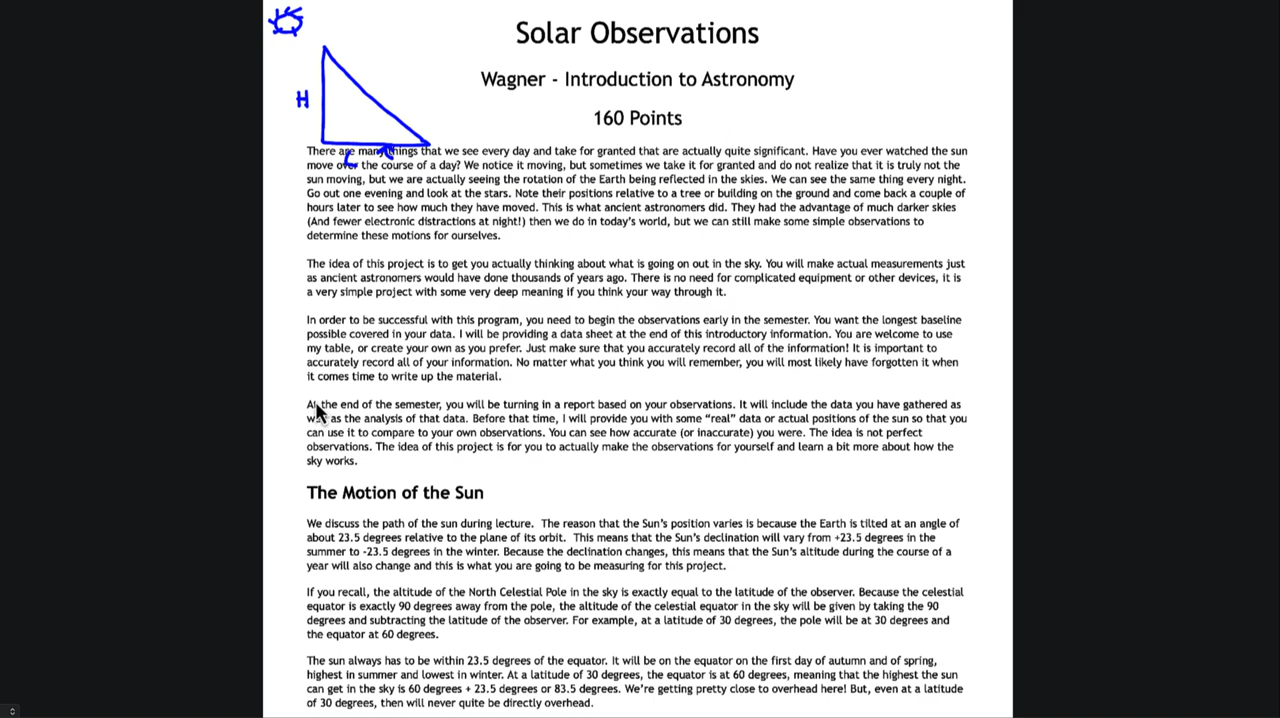 Solar Observations
Wagner - Introduction to Astronomy
H
160 Points
There are many things that we see every day and take for granted that are actually quite significant. Have you ever watched the sun
move over the course of a day? We notice it moving, but sometimes we take it for granted and do not realize that it is truly not the
sun moving, but we are actually seeing the rotation of the Earth being reflected in the skies. We can see the same thing every night.
Go out one evening and look at the stars. Note their positions relative to a tree or building on the ground and come back a couple of
hours later to see how much they have moved. This is what ancient astronomers did. They had the advantage of much darker skies
(And fewer electronic distractions at night!) then we do in today's world, but we can still make some simple observations to
determine these motions for ourselves.
The idea of this project is to get you actually thinking about what is going on out in the sky. You will make actual measurements just
as ancient astronomers would have done thousands of years ago. There is no need for complicated equipment or other devices, it is
a very simple project with some very deep meaning if you think your way through it.
In order to be successful with this program, you need to begin the observations early in the semester. You want the longest baseline
possible covered in your data. I will be providing a data sheet at the end of this introductory information. You are welcome to use
my table, or create your own as you prefer. Just make sure that you accurately record all of the information! It is important to
accurately record all of your information. No matter what you think you will remember, you will most likely have forgotten it when
it comes time to write up the material.
At the end of the semester, you will be turning in a report based on your observations. It will include the data you have gathered as
well as the analysis of that data. Before that time, I will provide you with some “real” data or actual positions of the sun so that you
can use it to compare to your own observations. You can see how accurate (or inaccurate) you were. The idea is not perfect
observations. The idea of this project is for you to actually make the observations for yourself and learn a bit more about how the
sky works.
The Motion of the Sun
We discuss the path of the sun during lecture. The reason that the Sun's position varies is because the Earth is tilted at an angle of
about 23.5 degrees relative to the plane of its orbit. This means that the Sun's declination will vary from +23.5 degrees in the
summer to -23.5 degrees in the winter. Because the declination changes, this means that the Sun's altitude during the course of a
year will also change and this is what you are going to be measuring for this project.
If you recall, the altitude of the North Celestial Pole in the sky is exactly equal to the latitude of the observer. Because the celestial
equator is exactly 90 degrees away from the pole, the altitude of the celestial equator in the sky will be given by taking the 90
degrees and subtracting the latitude of the observer. For example, at a latitude of 30 degrees, the pole will be at 30 degrees and
the equator at 60 degrees.
The sun always has to be within 23.5 degrees of the equator. It will be on the equator on the first day of autumn and of spring,
highest in summer and lowest in winter. At a latitude of 30 degrees, the equator is at 60 degrees, meaning that the highest the sun
can get in the sky is 60 degrees + 23.5 degrees or 83.5 degrees. We're getting pretty close to overhead here! But, even at a latitude
of 30 degrees, then will never quite be directly overhead.